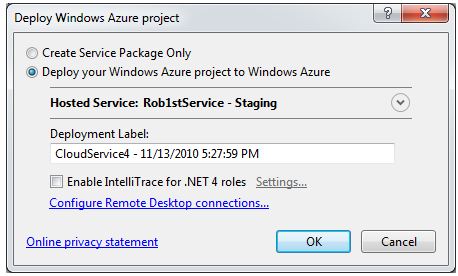 Deploy Windows Azure project
Create Service Package Only
Deploy your Windows Azure project to Windows Azure
Hosted Service: Rob1stService - Staging
Deployment Label:
CloudService4 - 11/13/2010 5:27:59 PM
Enable IntelliTrace for .NET 4 roles Settings...
Configure Remote Desktop connections...
Online privacy statement OK Cancel